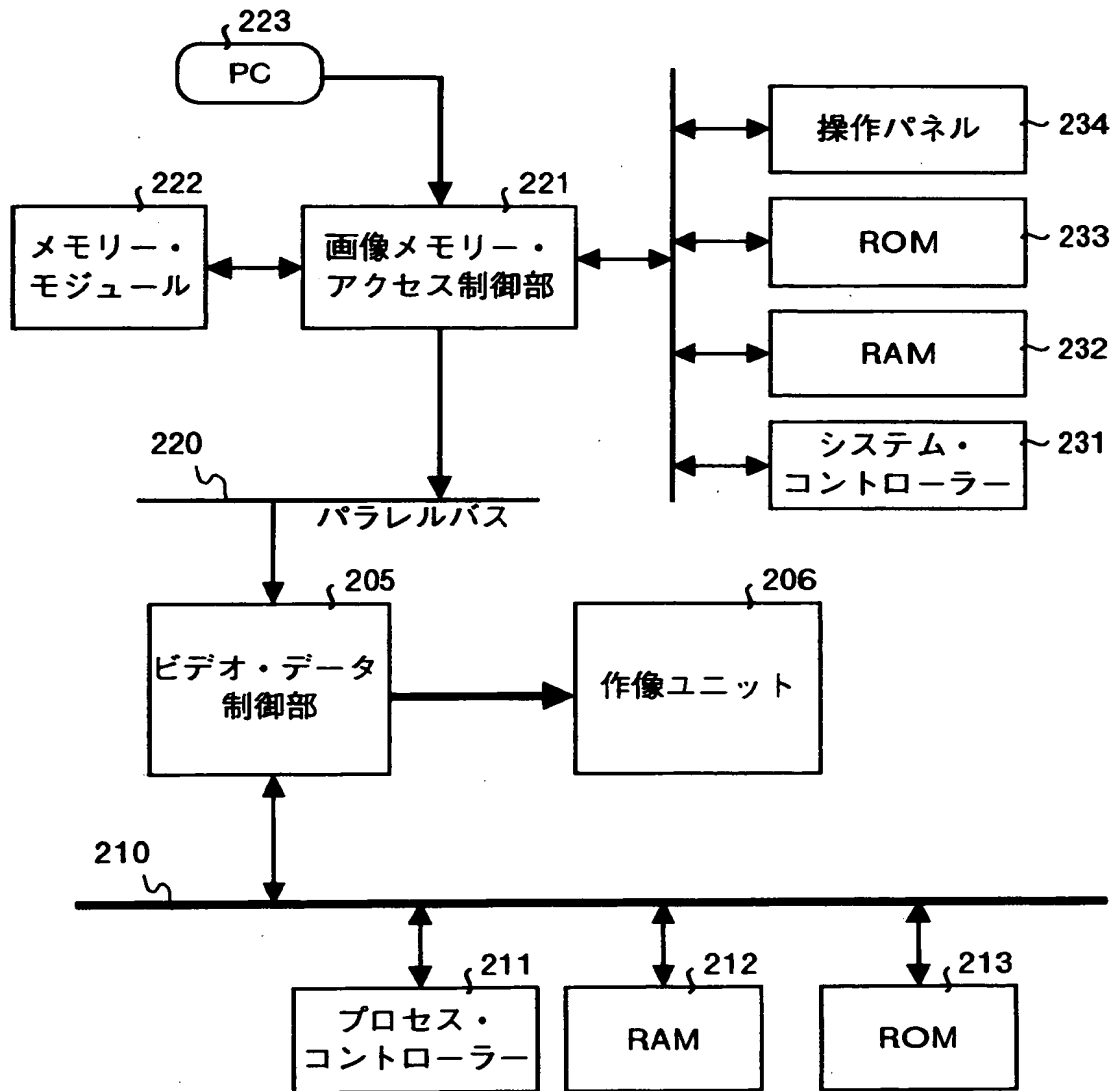 223
PC
222
メモリー・
モジュール
221
画像メモリー・
アクセス制御部
操作パネル
234
ROM
233
RAM
232
システム・
コントローラー
231
220
パラレルバス
205
ビデオ・データ
制御部
206
作像ユニット
210
211
プロセス・
コントローラー
212
RAM
213
ROM